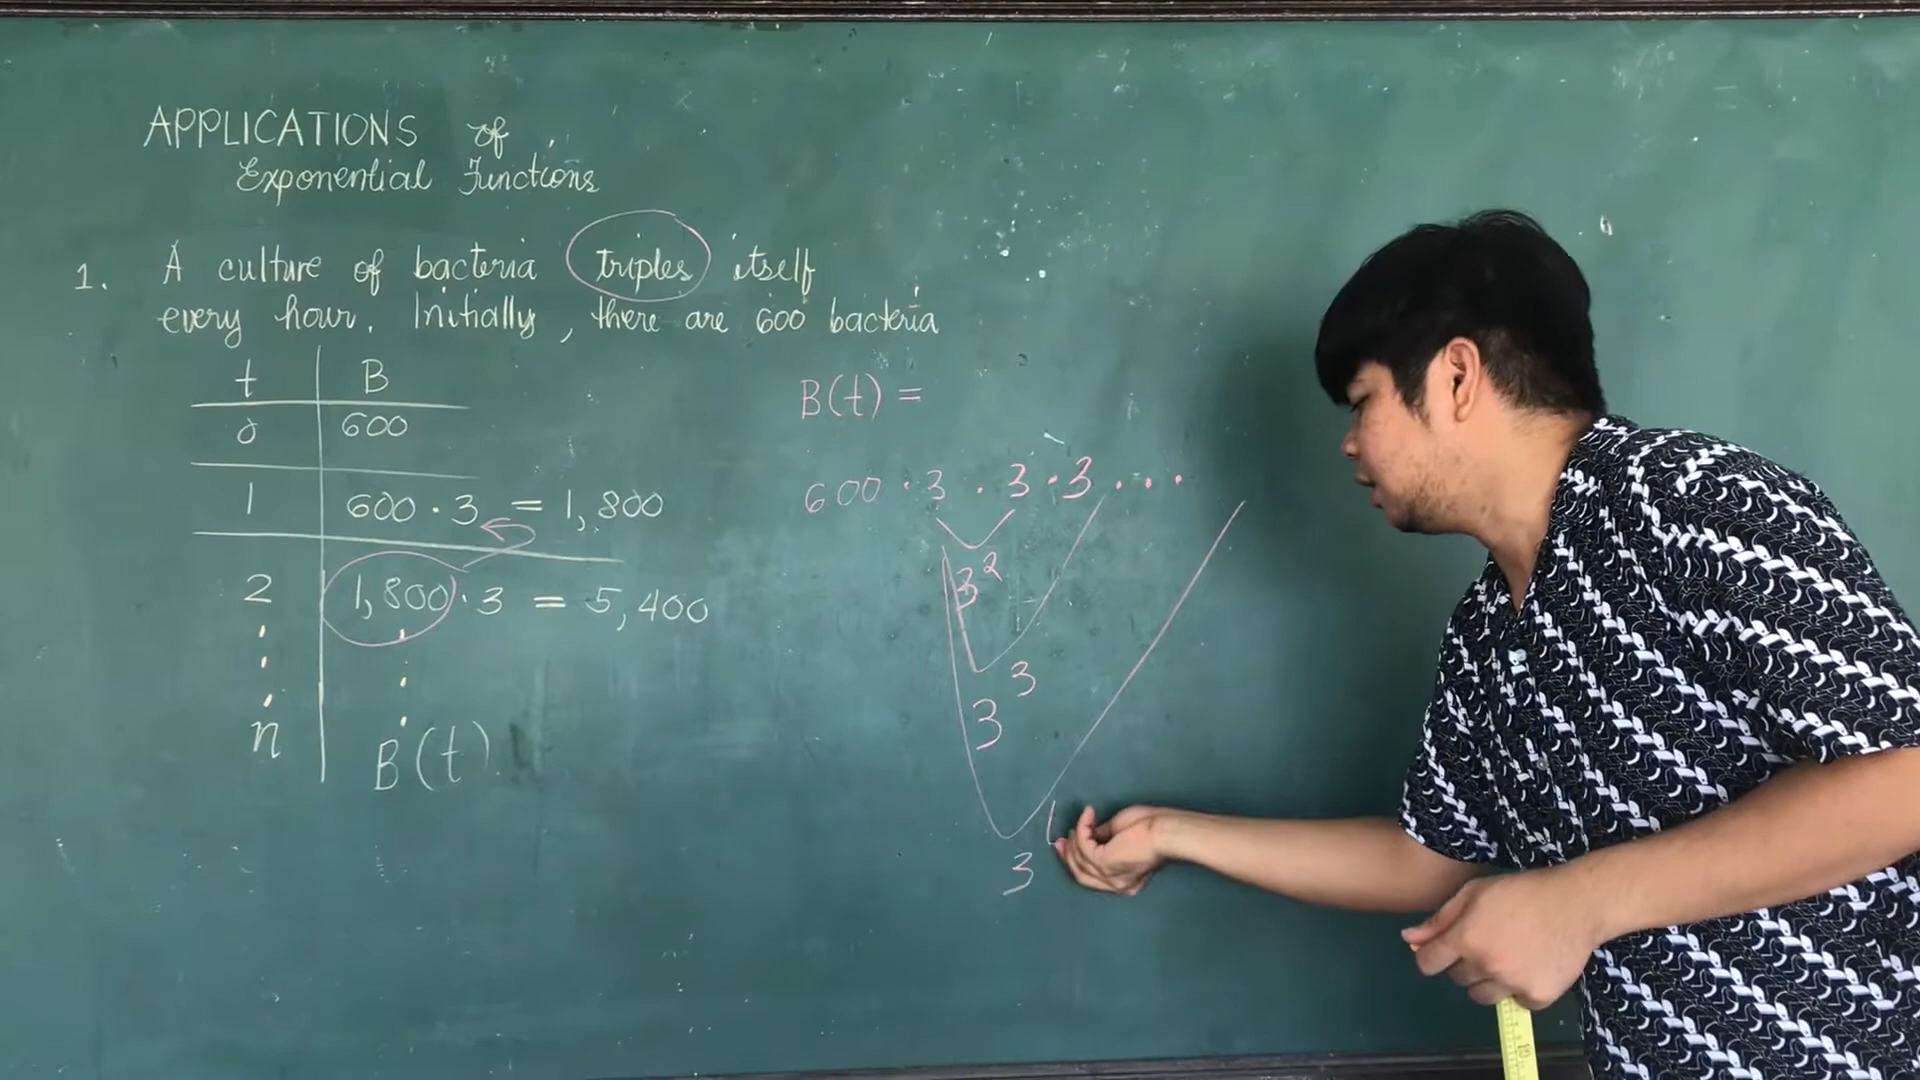 APPLICATIONS of
Exponential Functions
1. A culture of bacteria triples itself
every hour. Initially, there are 600 bacteria
t B
0 600
1 600 · 3 = 1,800
2 1,800 · 3 = 5,400
n B(t)
B(t) =
600 · 3 · 3 · 3 . . .
3²
3³
3